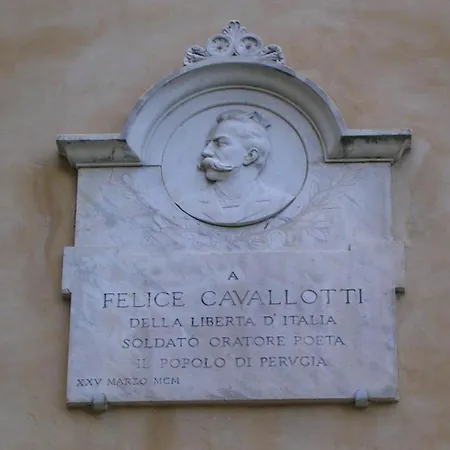 A
FELICE CAVALLOTTI
DELLA LIBERTA D'ITALIA
SOLDATO ORATORE POETA
IL POPOLO DI PERVGIA
XXV MARZO MCM